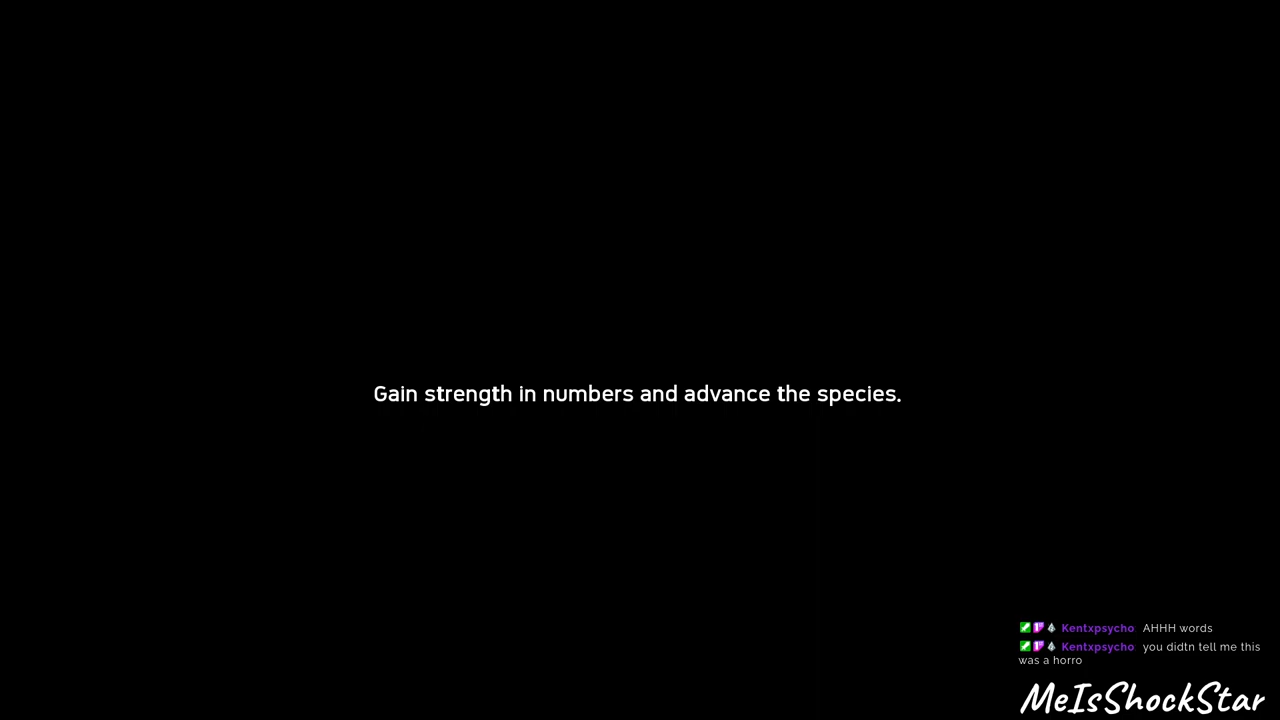 Gain strength in numbers and advance the species.
Kentxpsycho: AHHH words
Kentxpsycho: you didtn tell me this
was a horro
MeIsShockStar